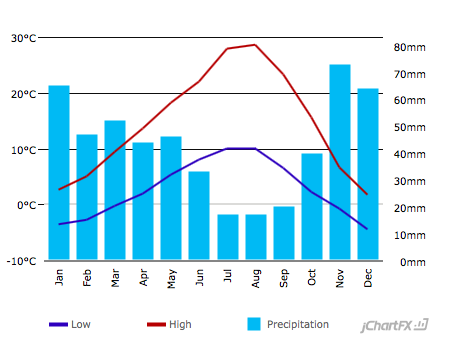 30°C
20°C
10°C
0°C
-10°C
80mm
70mm
60mm
50mm
40mm
30mm
20mm
10mm
0mm
Jan Feb Mar Apr May Jun Jul Aug Sep Oct Nov Dec
Low High Precipitation jChartFX